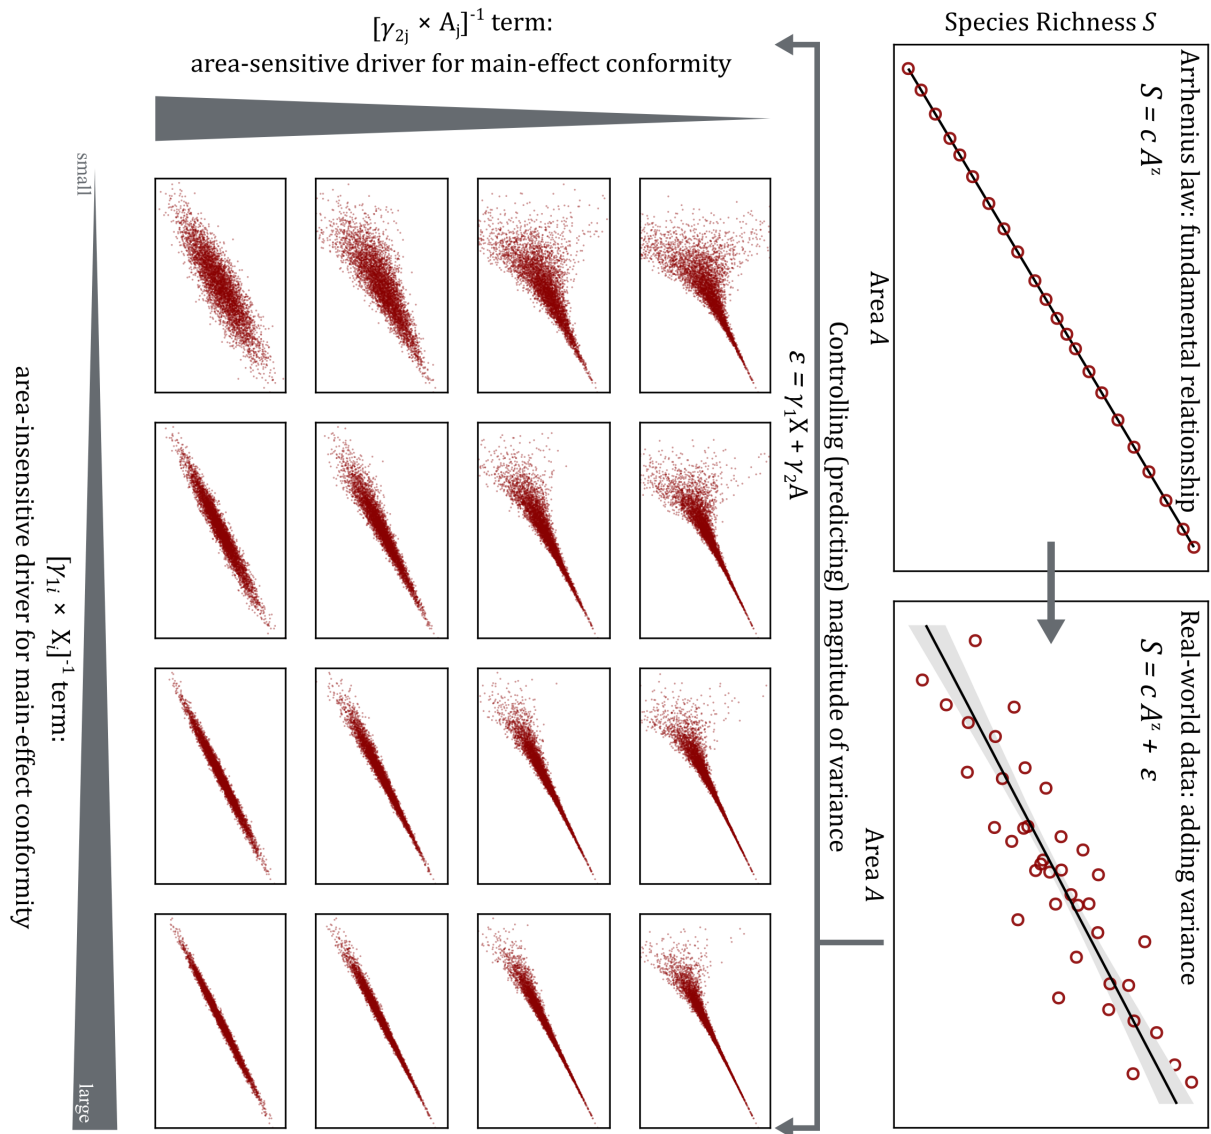 [γ2j × Aj]-1 term:
area-sensitive driver for main-effect conformity
Species Richness S
Arrhenius law: fundamental relationship
S = c A^z
Area A
Real-world data: adding variance
S = c A^z + ε
Area A
Controlling (predicting) magnitude of variance
ε = γ1X + γ2A
small
large
[γ1i × Xi]-1 term:
area-insensitive driver for main-effect conformity